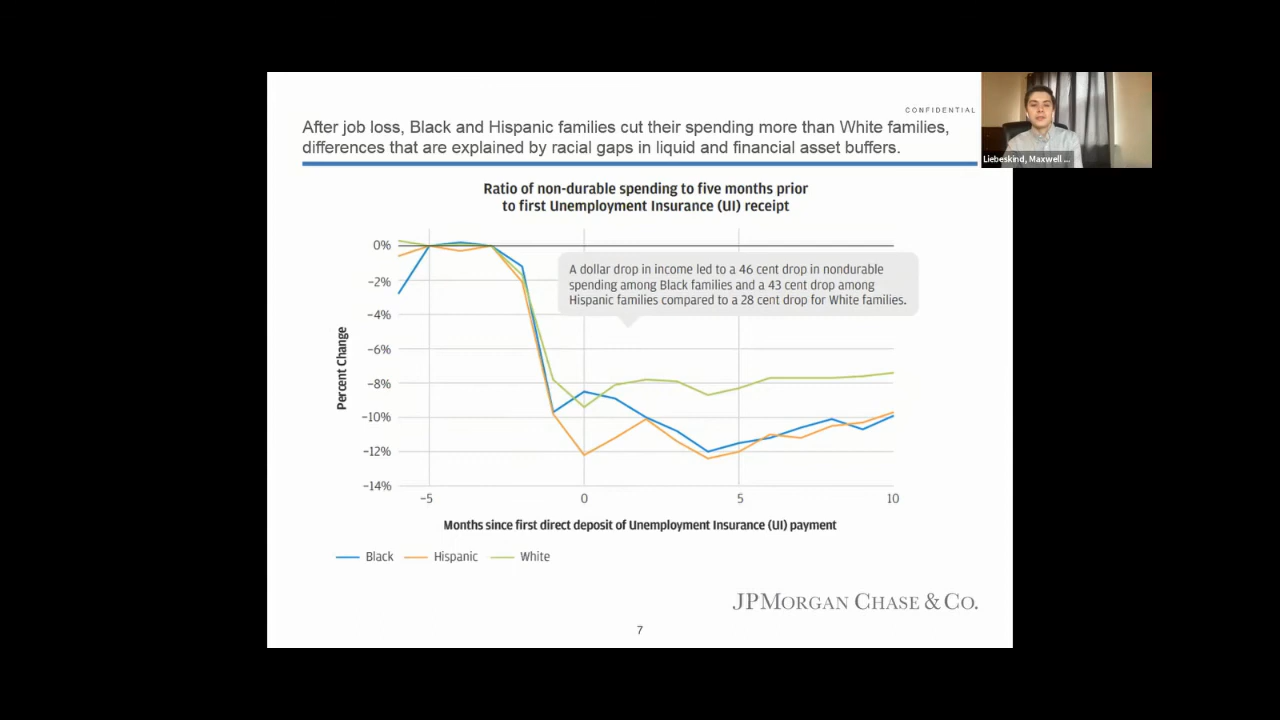 CONFIDENTIAL
After job loss, Black and Hispanic families cut their spending more than White families,
differences that are explained by racial gaps in liquid and financial asset buffers.
Liebeskind, Maxwell ...
Ratio of non-durable spending to five months prior
to first Unemployment Insurance (UI) receipt
A dollar drop in income led to a 46 cent drop in nondurable
spending among Black families and a 43 cent drop among
Hispanic families compared to a 28 cent drop for White families.
Percent Change
0%
−2%
−4%
−6%
−8%
−10%
−12%
−14%
−5 0 5 10
Months since first direct deposit of Unemployment Insurance (UI) payment
Black Hispanic White
JPMORGAN CHASE & CO.
7